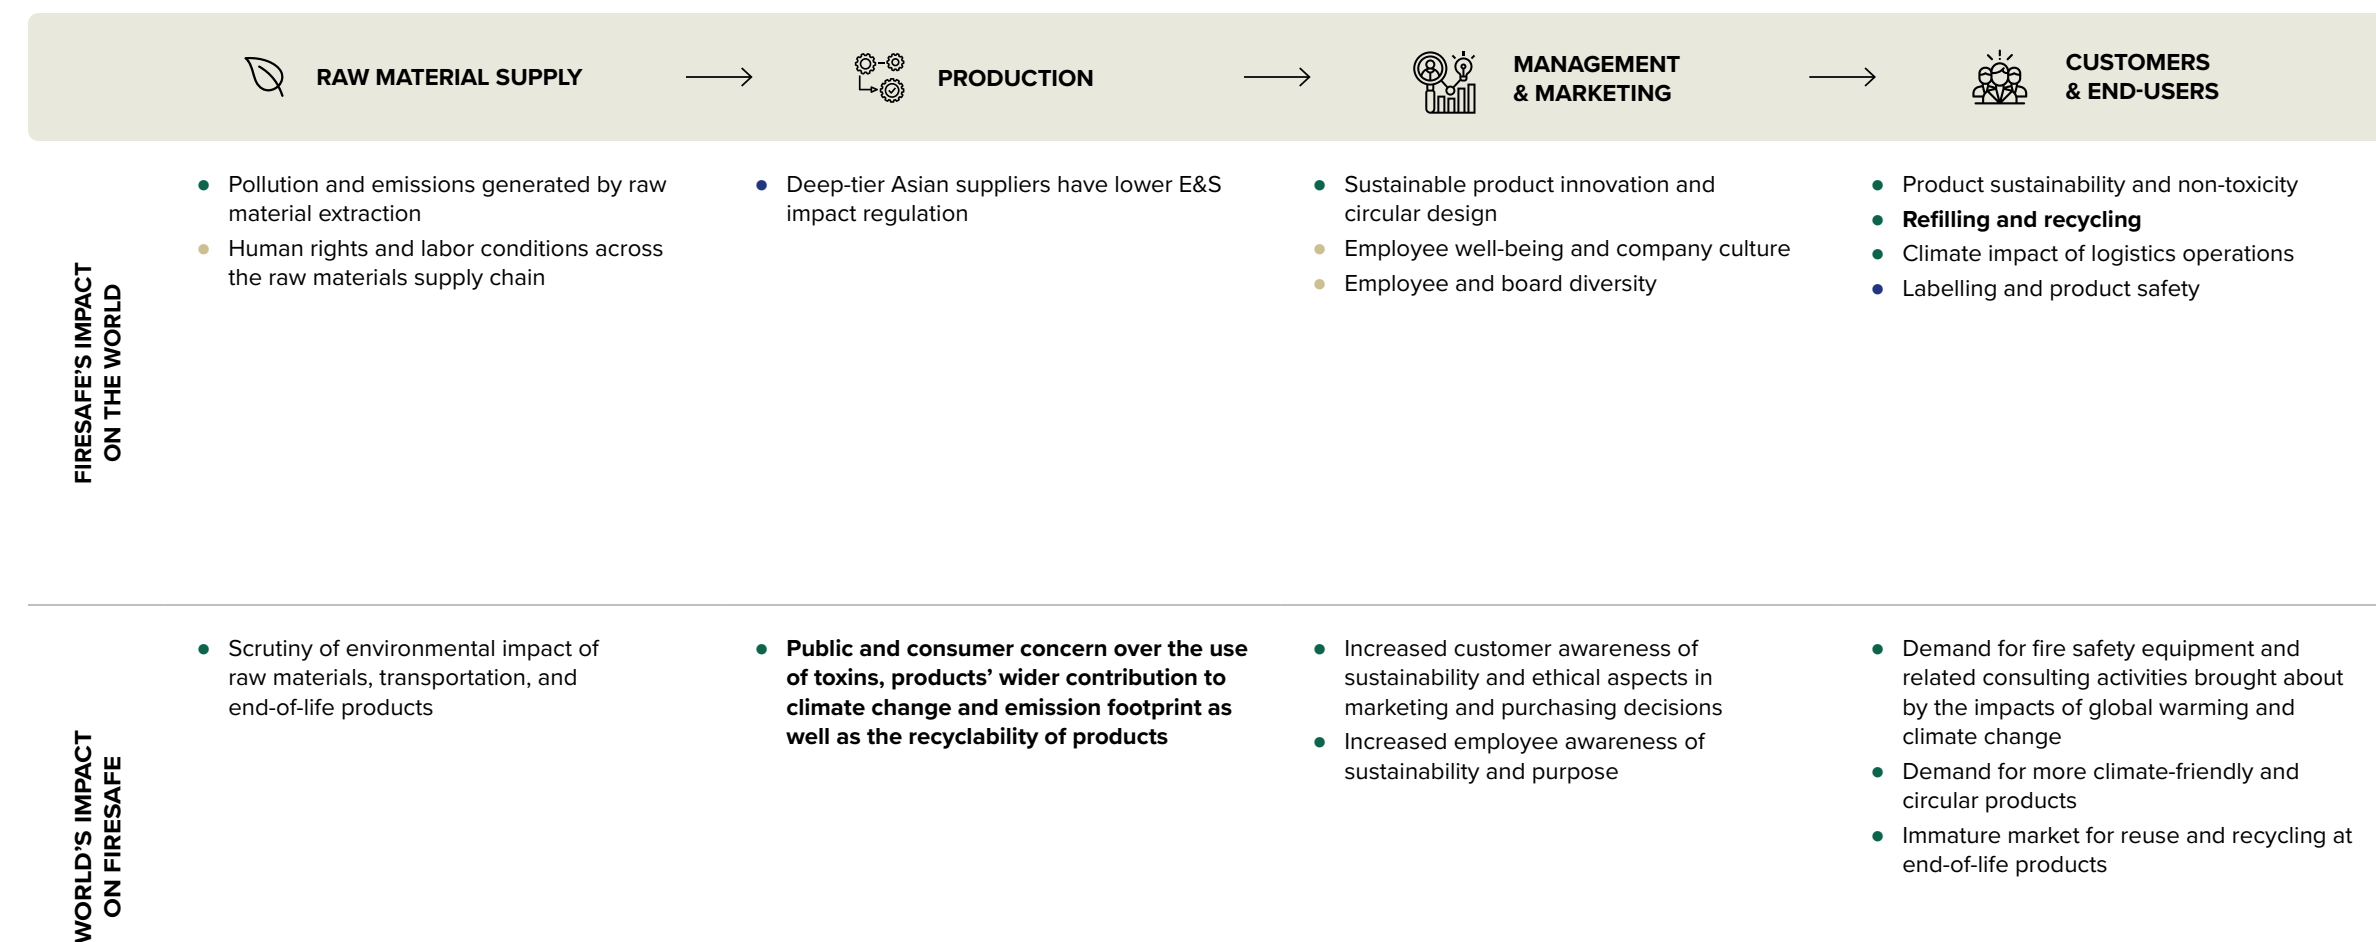 RAW MATERIAL SUPPLY
PRODUCTION
MANAGEMENT
& MARKETING
CUSTOMERS
& END-USERS
FIRESAFE’S IMPACT
ON THE WORLD
Pollution and emissions generated by raw
material extraction
Human rights and labor conditions across
the raw materials supply chain
Deep-tier Asian suppliers have lower E&S
impact regulation
Sustainable product innovation and
circular design
Employee well-being and company culture
Employee and board diversity
Product sustainability and non-toxicity
Refilling and recycling
Climate impact of logistics operations
Labelling and product safety
WORLD’S IMPACT
ON FIRESAFE
Scrutiny of environmental impact of
raw materials, transportation, and
end-of-life products
Public and consumer concern over the use
of toxins, products’ wider contribution to
climate change and emission footprint as
well as the recyclability of products
Increased customer awareness of
sustainability and ethical aspects in
marketing and purchasing decisions
Increased employee awareness of
sustainability and purpose
Demand for fire safety equipment and
related consulting activities brought about
by the impacts of global warming and
climate change
Demand for more climate-friendly and
circular products
Immature market for reuse and recycling at
end-of-life products